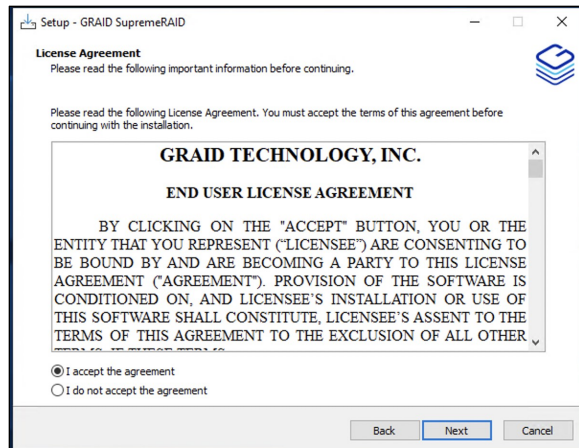 Setup - GRAID SupremeRAID
License Agreement
Please read the following important information before continuing.
Please read the following License Agreement. You must accept the terms of this agreement before
continuing with the installation.
GRAID TECHNOLOGY, INC.
END USER LICENSE AGREEMENT
BY CLICKING ON THE "ACCEPT" BUTTON, YOU OR THE
ENTITY THAT YOU REPRESENT (“LICENSEE”) ARE CONSENTING TO
BE BOUND BY AND ARE BECOMING A PARTY TO THIS LICENSE
AGREEMENT ("AGREEMENT"). PROVISION OF THE SOFTWARE IS
CONDITIONED ON, AND LICENSEE’S INSTALLATION OR USE OF
THIS SOFTWARE SHALL CONSTITUTE, LICENSEE’S ASSENT TO THE
TERMS OF THIS AGREEMENT TO THE EXCLUSION OF ALL OTHER
TERMS. IF THESE TERMS
I accept the agreement
I do not accept the agreement
Back
Next
Cancel